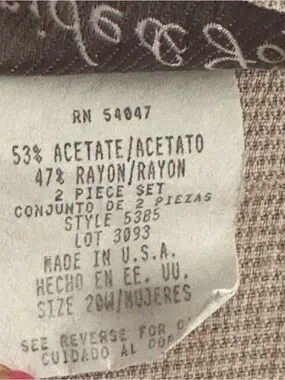 RN 54047
53% ACETATE/ACETATO
47% RAYON/RAYON
2 PIECE SET
CONJUNTO DE 2 PIEZAS
STYLE 5385
LOT 3093
MADE IN U.S.A.
HECHO EN EE. UU.
SIZE 20W/MUJERES
SEE REVERSE FOR
CUIDADO AL